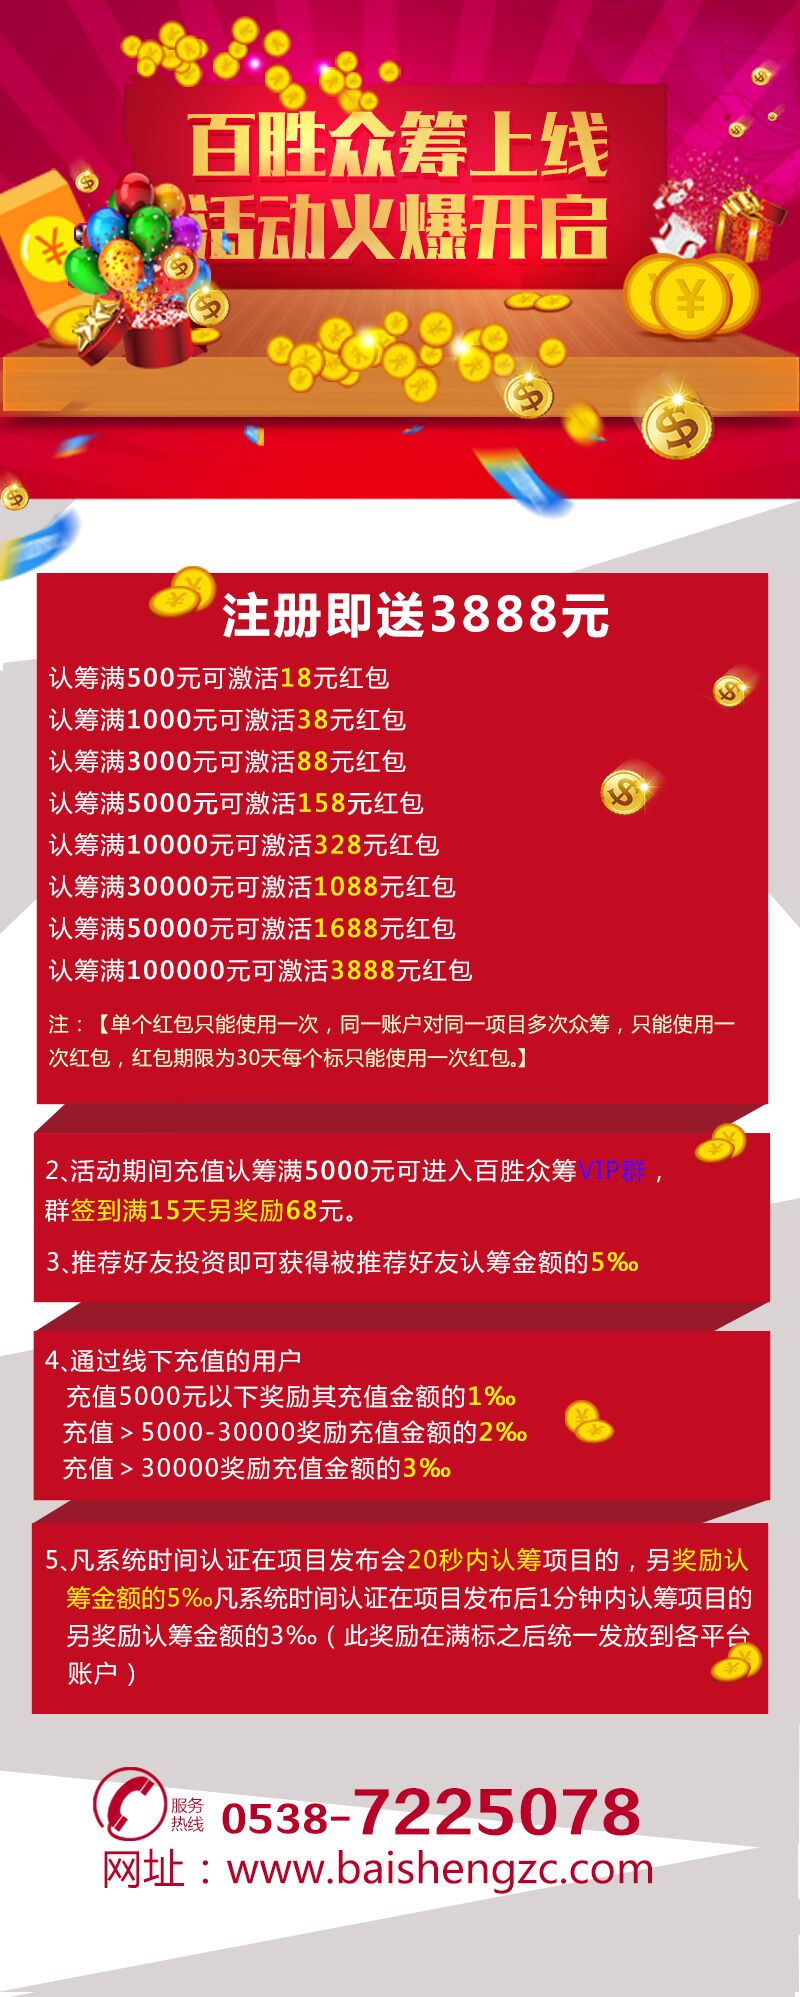 百胜众筹上线
活动火爆开启
注册即送3888元
认筹满500元可激活18元红包
认筹满1000元可激活38元红包
认筹满3000元可激活88元红包
认筹满5000元可激活158元红包
认筹满10000元可激活328元红包
认筹满30000元可激活1088元红包
认筹满50000元可激活1688元红包
认筹满100000元可激活3888元红包
注：【单个红包只能使用一次，同一账户对同一项目多次众筹，只能使用一
次红包，红包期限为30天每个标只能使用一次红包。】
2、活动期间充值认筹满5000元可进入百胜众筹VIP群，
群签到满15天另奖励68元。
3、推荐好友投资即可获得被推荐好友认筹金额的5‰
4、通过线下充值的用户
充值5000元以下奖励其充值金额的1‰
充值＞5000-30000奖励充值金额的2‰
充值＞30000奖励充值金额的3‰
5、凡系统时间认证在项目发布会20秒内认筹项目的，另奖励认
筹金额的5‰凡系统时间认证在项目发布后1分钟内认筹项目的
另奖励认筹金额的3‰（此奖励在满标之后统一发放到各平台
账户）
服务
热线
0538-7225078
网址：www.baishengzc.com